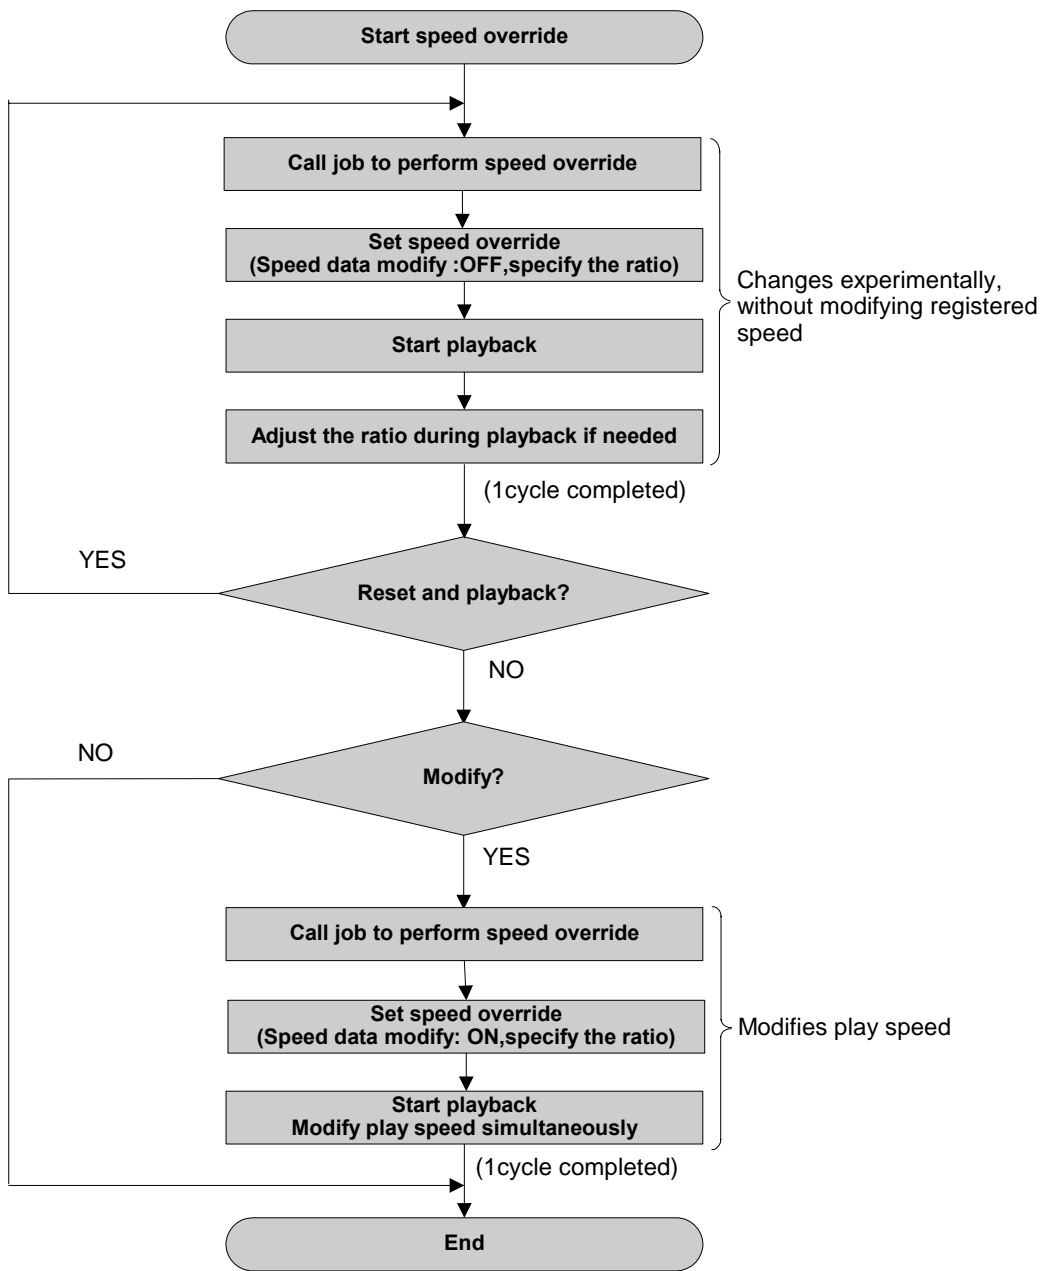 Start speed override
Call job to perform speed override
Set speed override
(Speed data modify :OFF,specify the ratio)
Start playback
Adjust the ratio during playback if needed
Changes experimentally,
without modifying registered
speed
(1cycle completed)
YES
Reset and playback?
NO
NO
Modify?
YES
Call job to perform speed override
Set speed override
(Speed data modify: ON,specify the ratio)
Start playback
Modify play speed simultaneously
Modifies play speed
(1cycle completed)
End